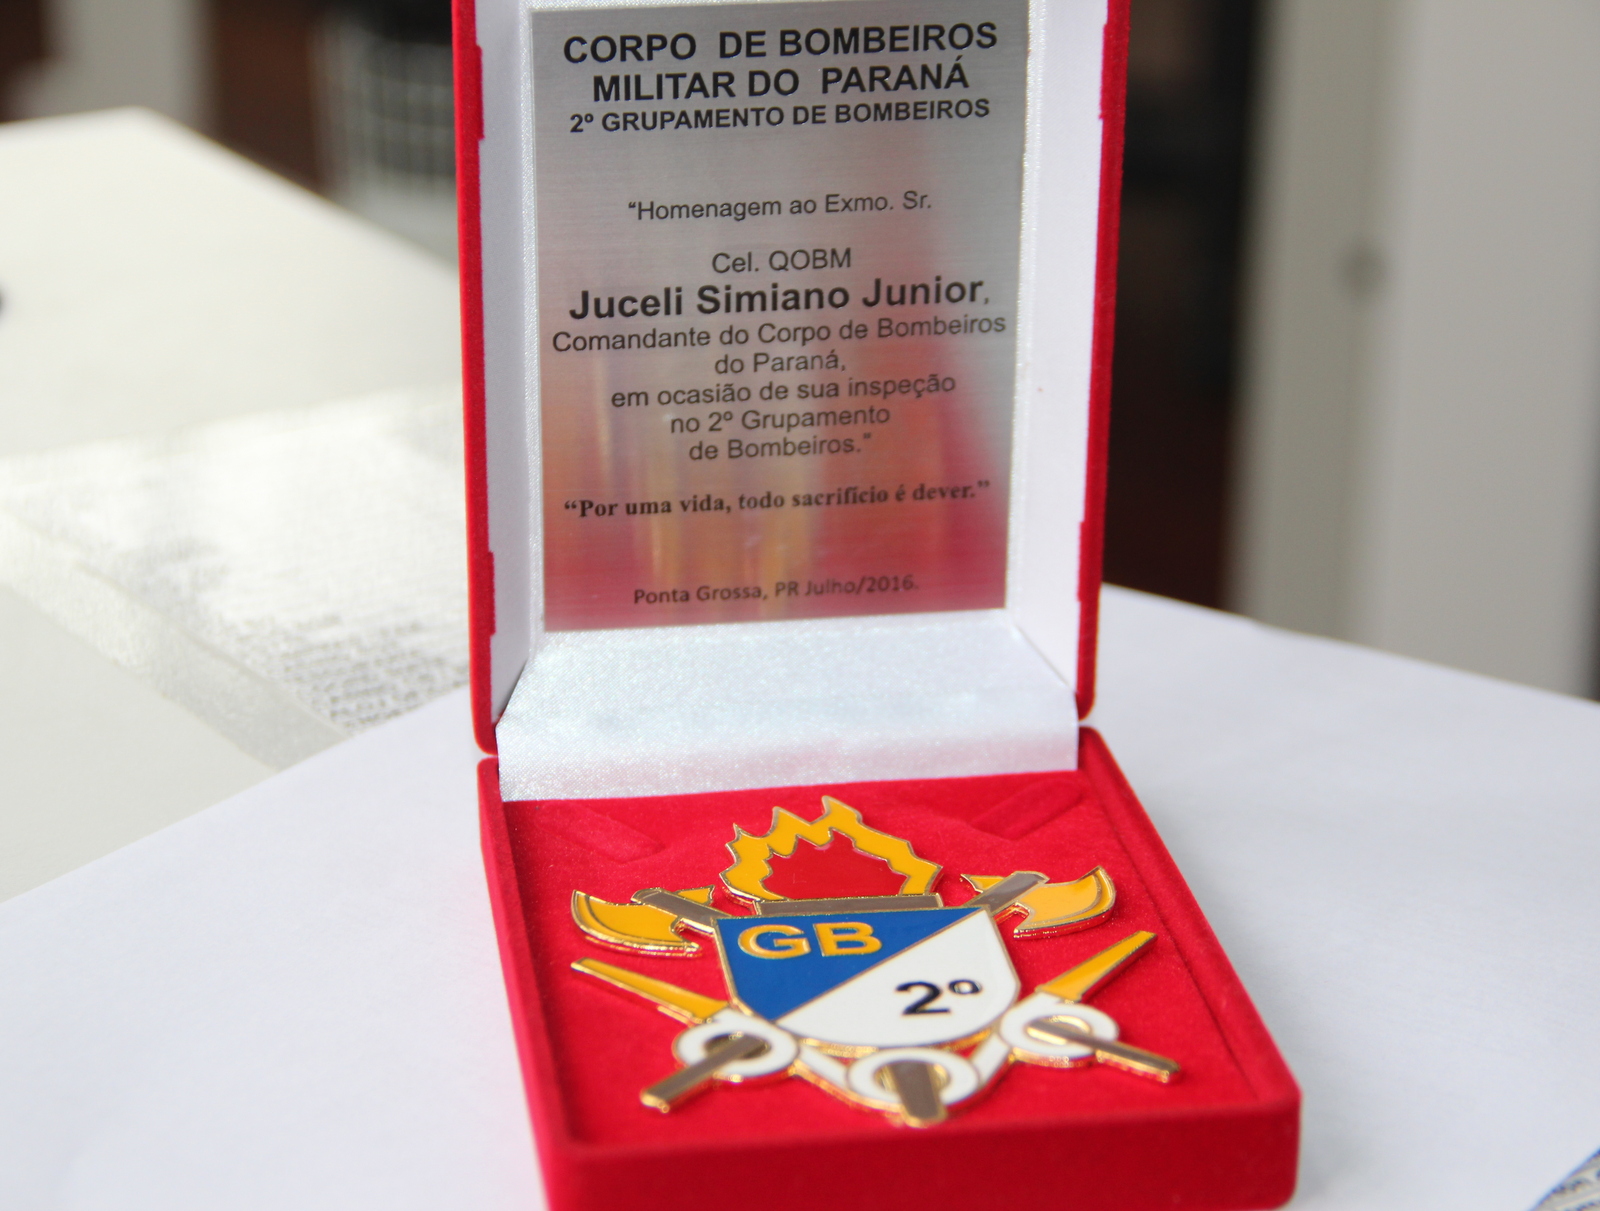 CORPO DE BOMBEIROS
MILITAR DO PARANÁ
2º GRUPAMENTO DE BOMBEIROS
“Homenagem ao Exmo. Sr.
Cel. QOBM
Juceli Simiano Junior,
Comandante do Corpo de Bombeiros
do Paraná,
em ocasião de sua inspeção
no 2º Grupamento
de Bombeiros.”
“Por uma vida, todo sacrifício é dever.”
Ponta Grossa, PR Julho/2016.
GB
2º